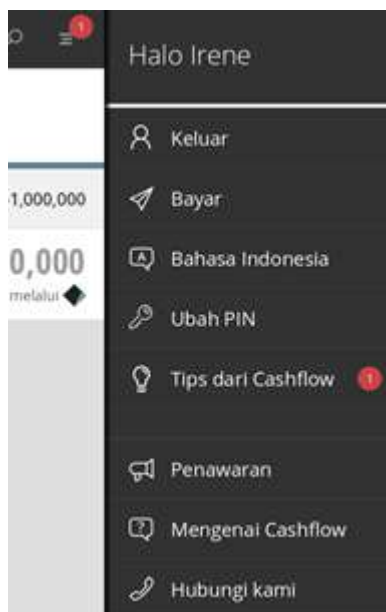 1
Halo Irene
Keluar
1,000,000
Bayar
0,000
melalui
A Bahasa Indonesia
Ubah PIN
Tips dari Cashflow 1
Penawaran
? Mengenai Cashflow
Hubungi kami